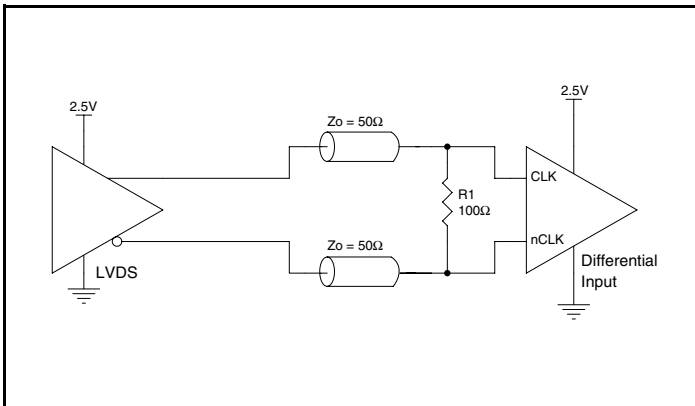 2.5V
2.5V
Zo = 50Ω
CLK
R1
100Ω
nCLK
Zo = 50Ω
LVDS
Differential
Input